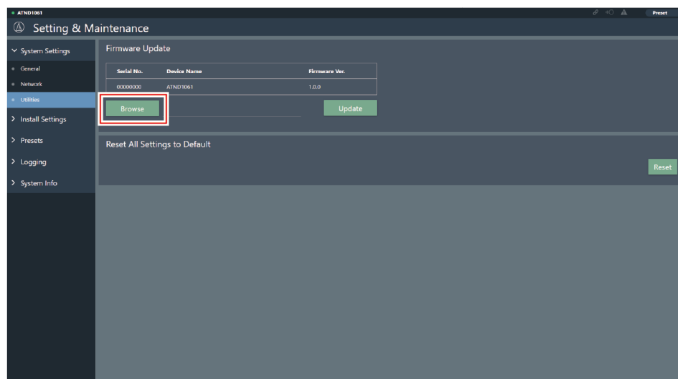 ATND1061
Preset
Setting & Maintenance
System Settings
General
Network
Utilities
Install Settings
Presets
Logging
System Info
Firmware Update
Serial No. Device Name Firmware Ver.
00000000 ATND1061 1.0.0
Browse Update
Reset All Settings to Default
Reset